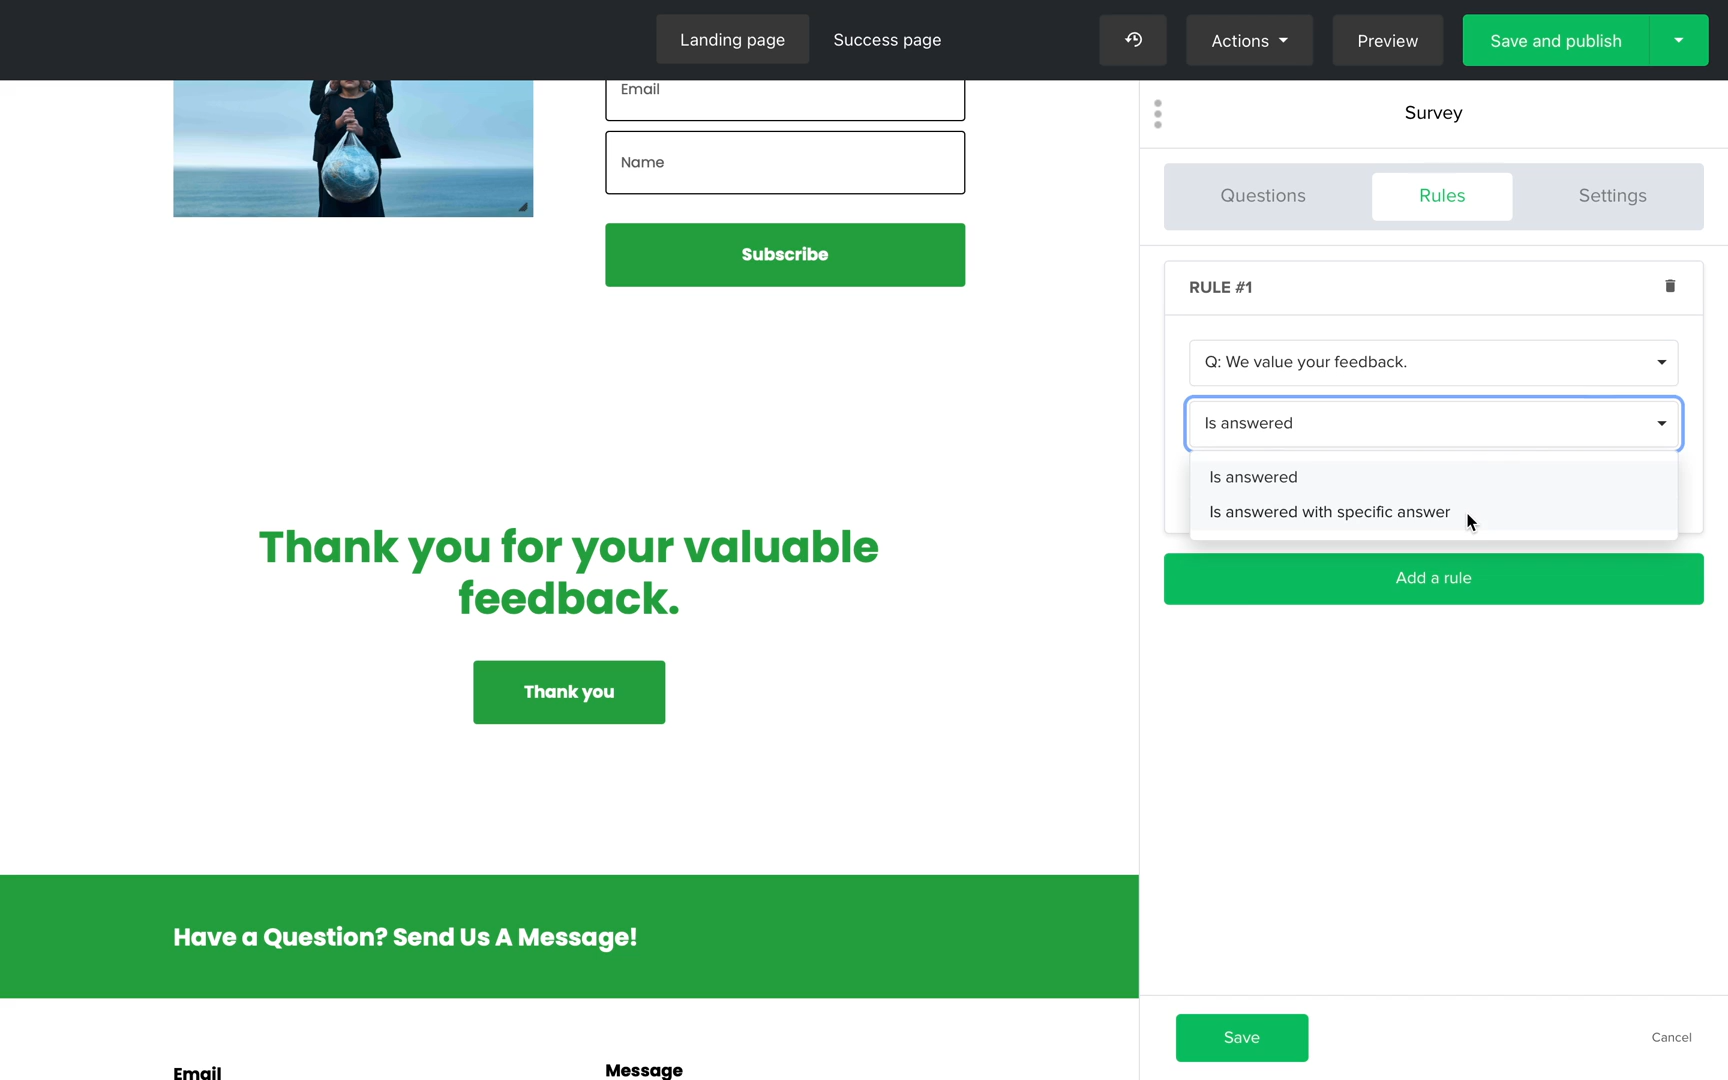 Landing page
Success page
Actions
Preview
Save and publish
Email
Name
Subscribe
Thank you for your valuable
feedback.
Thank you
Have a Question? Send Us A Message!
Email
Message
Survey
Questions
Rules
Settings
RULE #1
Q: We value your feedback.
Is answered
Is answered
Is answered with specific answer
Add a rule
Save
Cancel